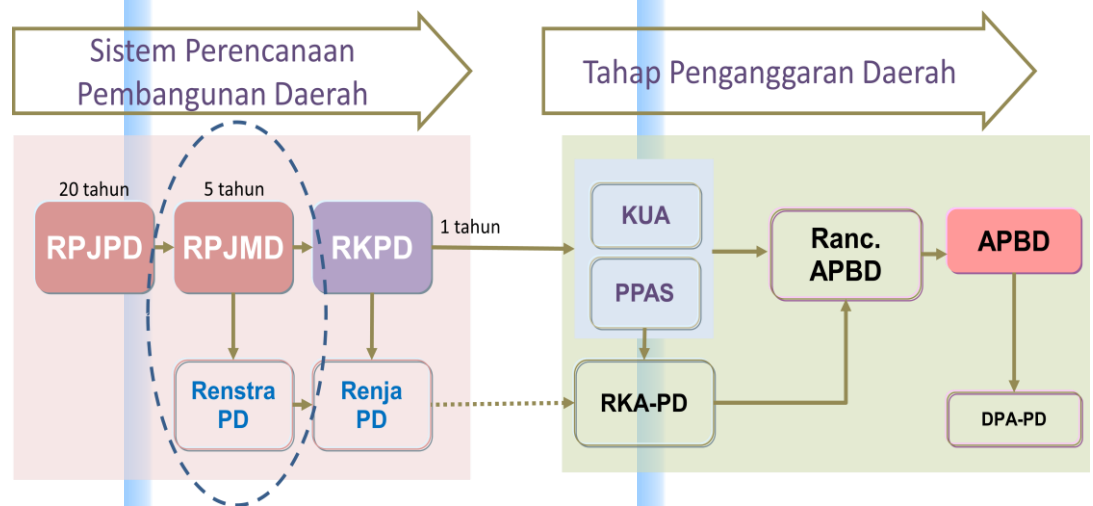 Sistem Perencanaan
Pembangunan Daerah
Tahap Penganggaran Daerah
20 tahun
5 tahun
RPJPD
RPJMD
RKPD
1 tahun
Renstra
PD
Renja
PD
KUA
PPAS
RKA-PD
Ranc.
APBD
APBD
DPA-PD